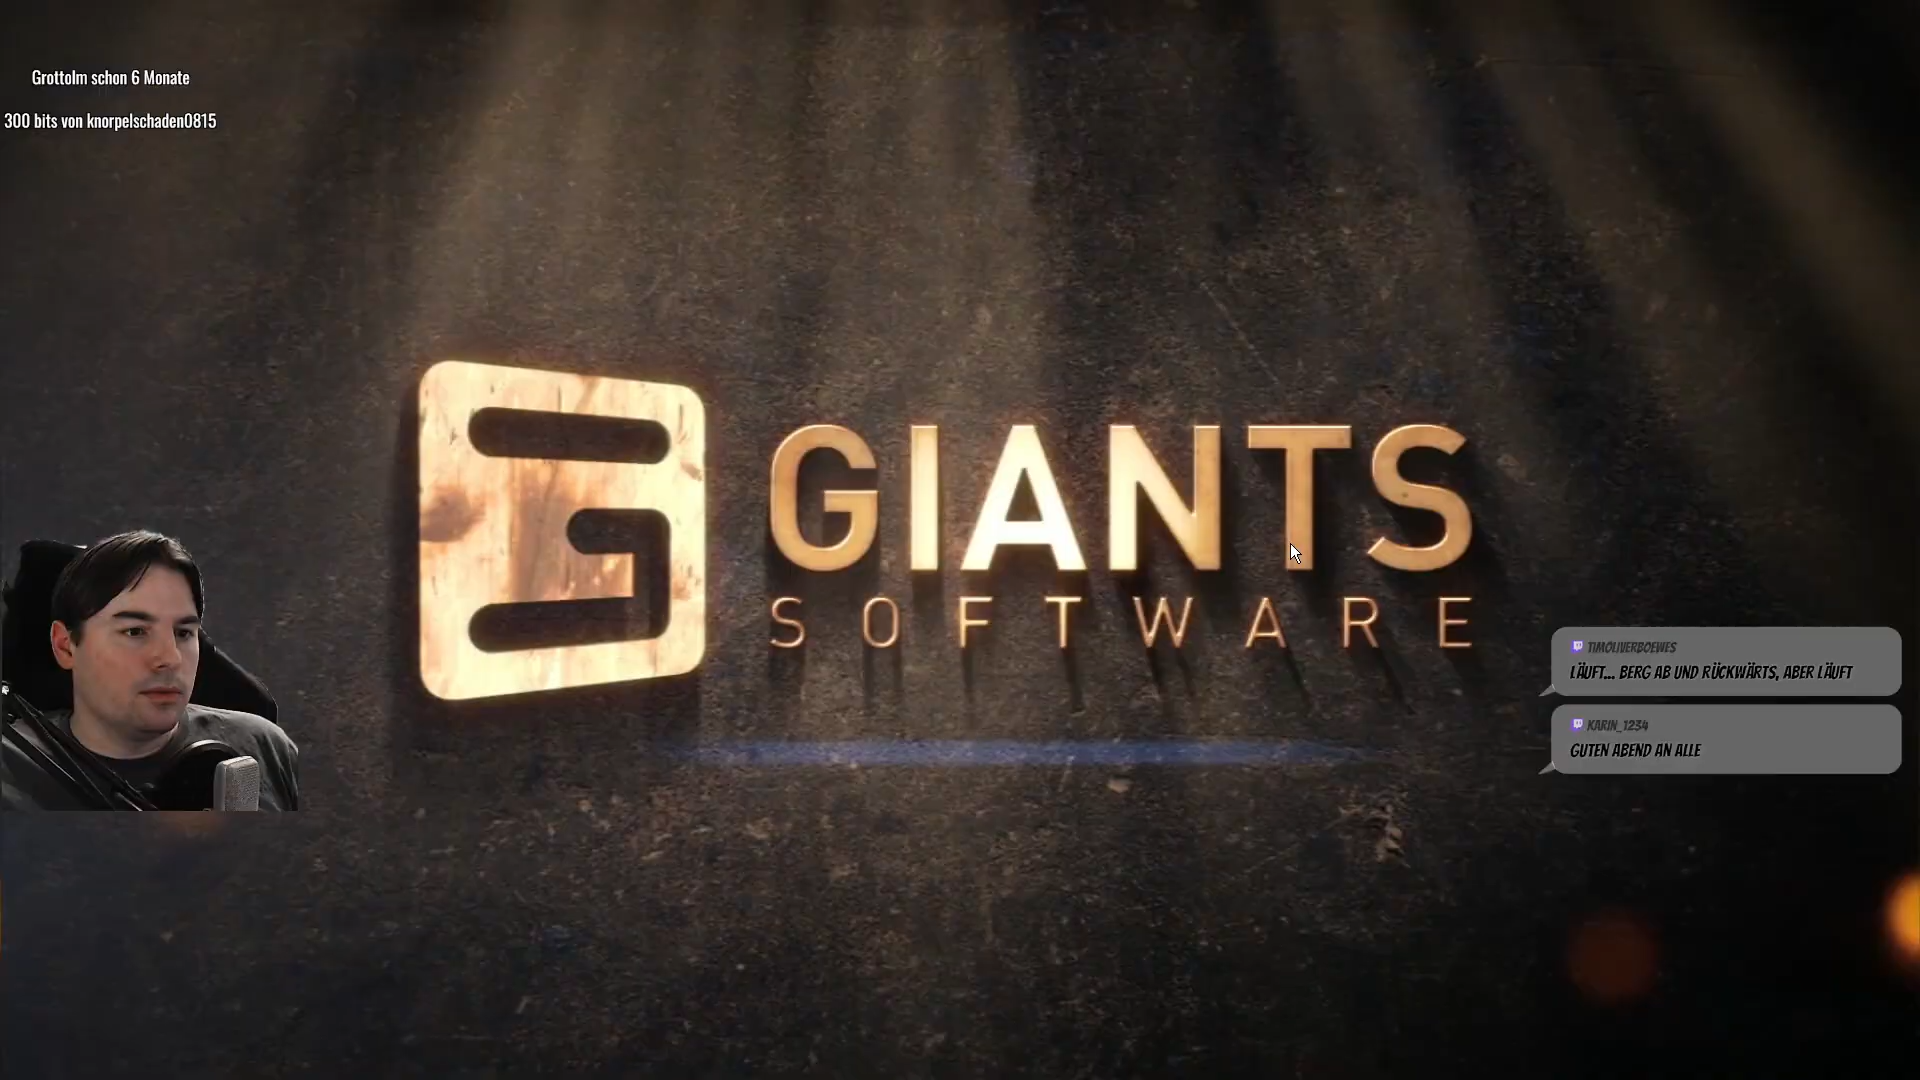 Grottolm schon 6 Monate
300 bits von knorpelschaden0815
GIANTS
SOFTWARE
TIMOLIVERBOEWES
LÄUFT... BERG AB UND RÜCKWÄRTS, ABER LÄUFT
KARIN_1234
GUTEN ABEND AN ALLE